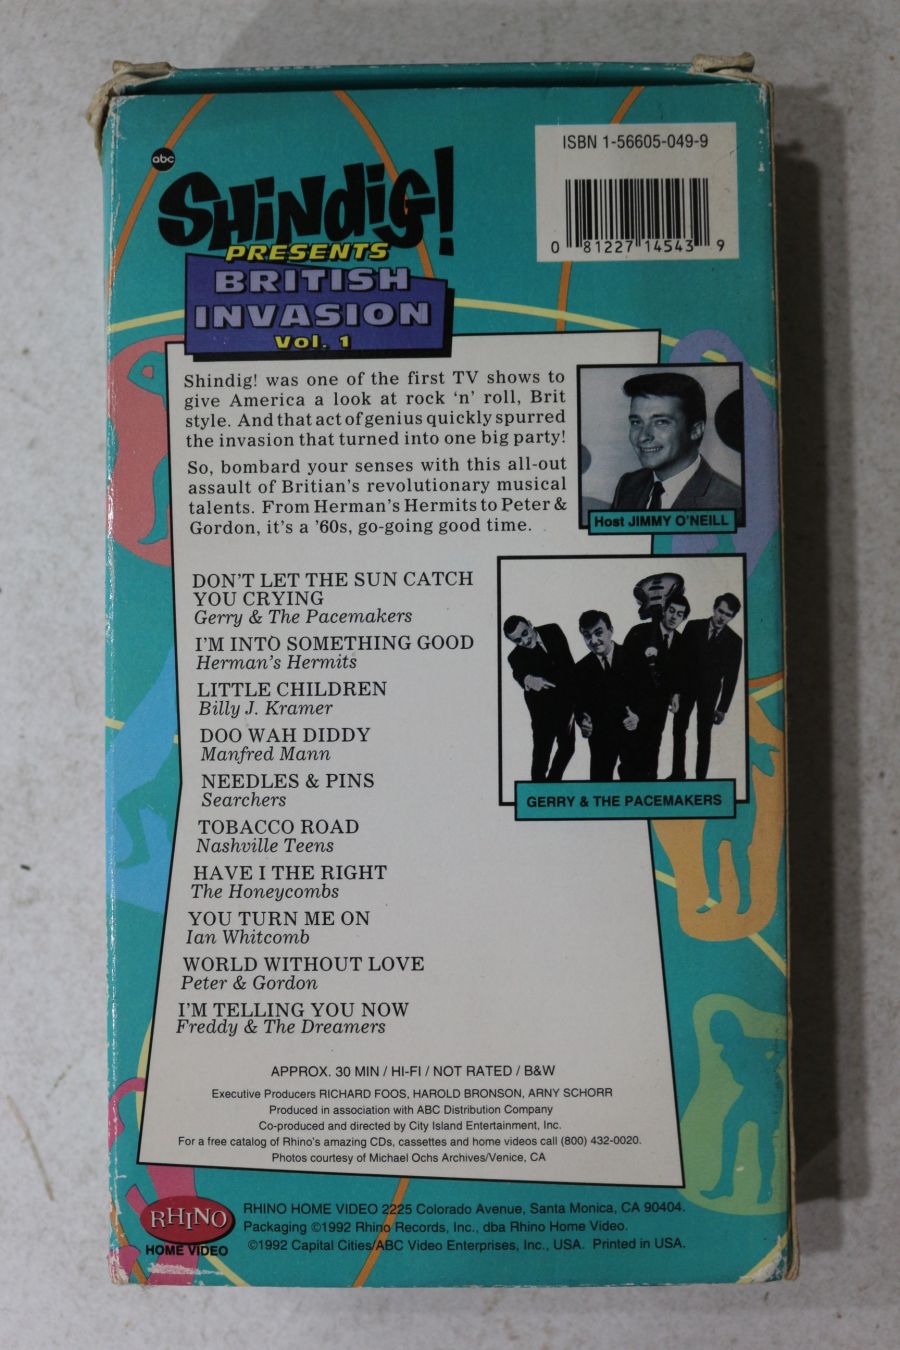 abc
Shindig!
PRESENTS
BRITISH
INVASION
Vol. 1
ISBN 1-56605-049-9
0 81227 14543 9
Shindig! was one of the first TV shows to
give America a look at rock 'n' roll, Brit
style. And that act of genius quickly spurred
the invasion that turned into one big party!
So, bombard your senses with this all-out
assault of Britian's revolutionary musical
talents. From Herman's Hermits to Peter &
Gordon, it's a '60s, go-going good time.
Host JIMMY O'NEILL
DON'T LET THE SUN CATCH
YOU CRYING
Gerry & The Pacemakers
I'M INTO SOMETHING GOOD
Herman's Hermits
LITTLE CHILDREN
Billy J. Kramer
DOO WAH DIDDY
Manfred Mann
NEEDLES & PINS
Searchers
TOBACCO ROAD
Nashville Teens
HAVE I THE RIGHT
The Honeycombs
YOU TURN ME ON
Ian Whitcomb
WORLD WITHOUT LOVE
Peter & Gordon
I'M TELLING YOU NOW
Freddy & The Dreamers
GERRY & THE PACEMAKERS
APPROX. 30 MIN / HI-FI / NOT RATED / B&W
Executive Producers RICHARD FOOS, HAROLD BRONSON, ARNY SCHORR
Produced in association with ABC Distribution Company
Co-produced and directed by City Island Entertainment, Inc.
For a free catalog of Rhino's amazing CDs, cassettes and home videos call (800) 432-0020.
Photos courtesy of Michael Ochs Archives/Venice, CA
RHINO
HOME VIDEO
RHINO HOME VIDEO 2225 Colorado Avenue, Santa Monica, CA 90404.
Packaging ©1992 Rhino Records, Inc., dba Rhino Home Video.
©1992 Capital Cities/ABC Video Enterprises, Inc., USA. Printed in USA.